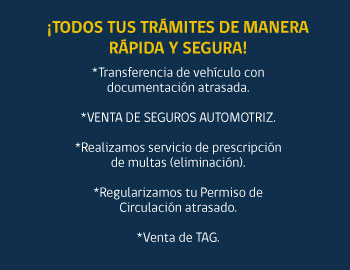 ¡TODOS TUS TRÁMITES DE MANERA
RÁPIDA Y SEGURA!
*Transferencia de vehículo con
documentación atrasada.
*VENTA DE SEGUROS AUTOMOTRIZ.
*Realizamos servicio de prescripción
de multas (eliminación).
*Regularizamos tu Permiso de
Circulación atrasado.
*Venta de TAG.